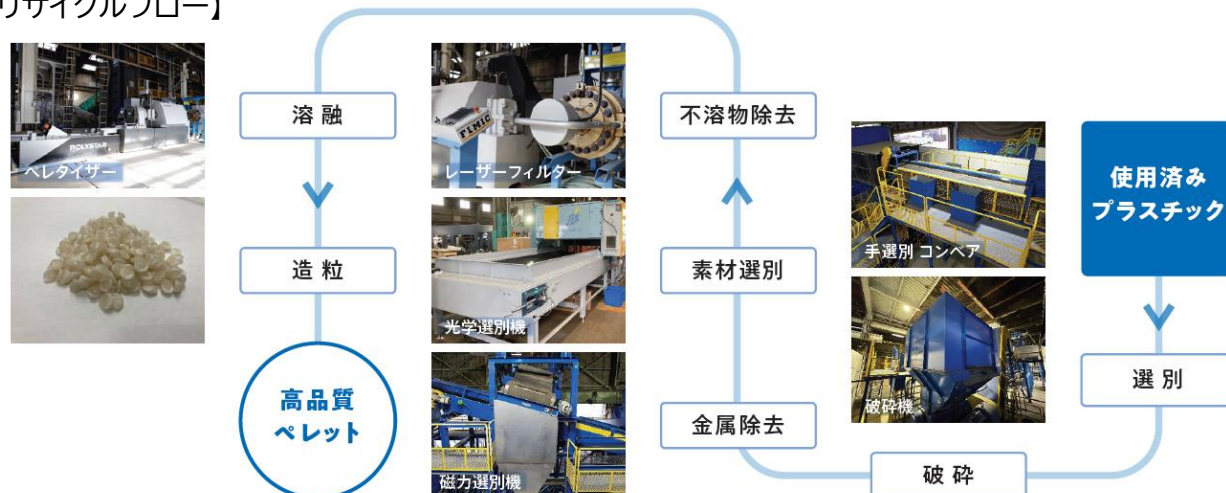 リサイクルフロー】
使用済み
プラスチック
選別
破砕
金属除去
素材選別
不溶物除去
溶融
造粒
高品質
ペレット
手選別 コンベア
破砕機
レーザーフィルター
FIMIC
光学選別機
磁力選別機
ペレタイザー
POLYSTAR